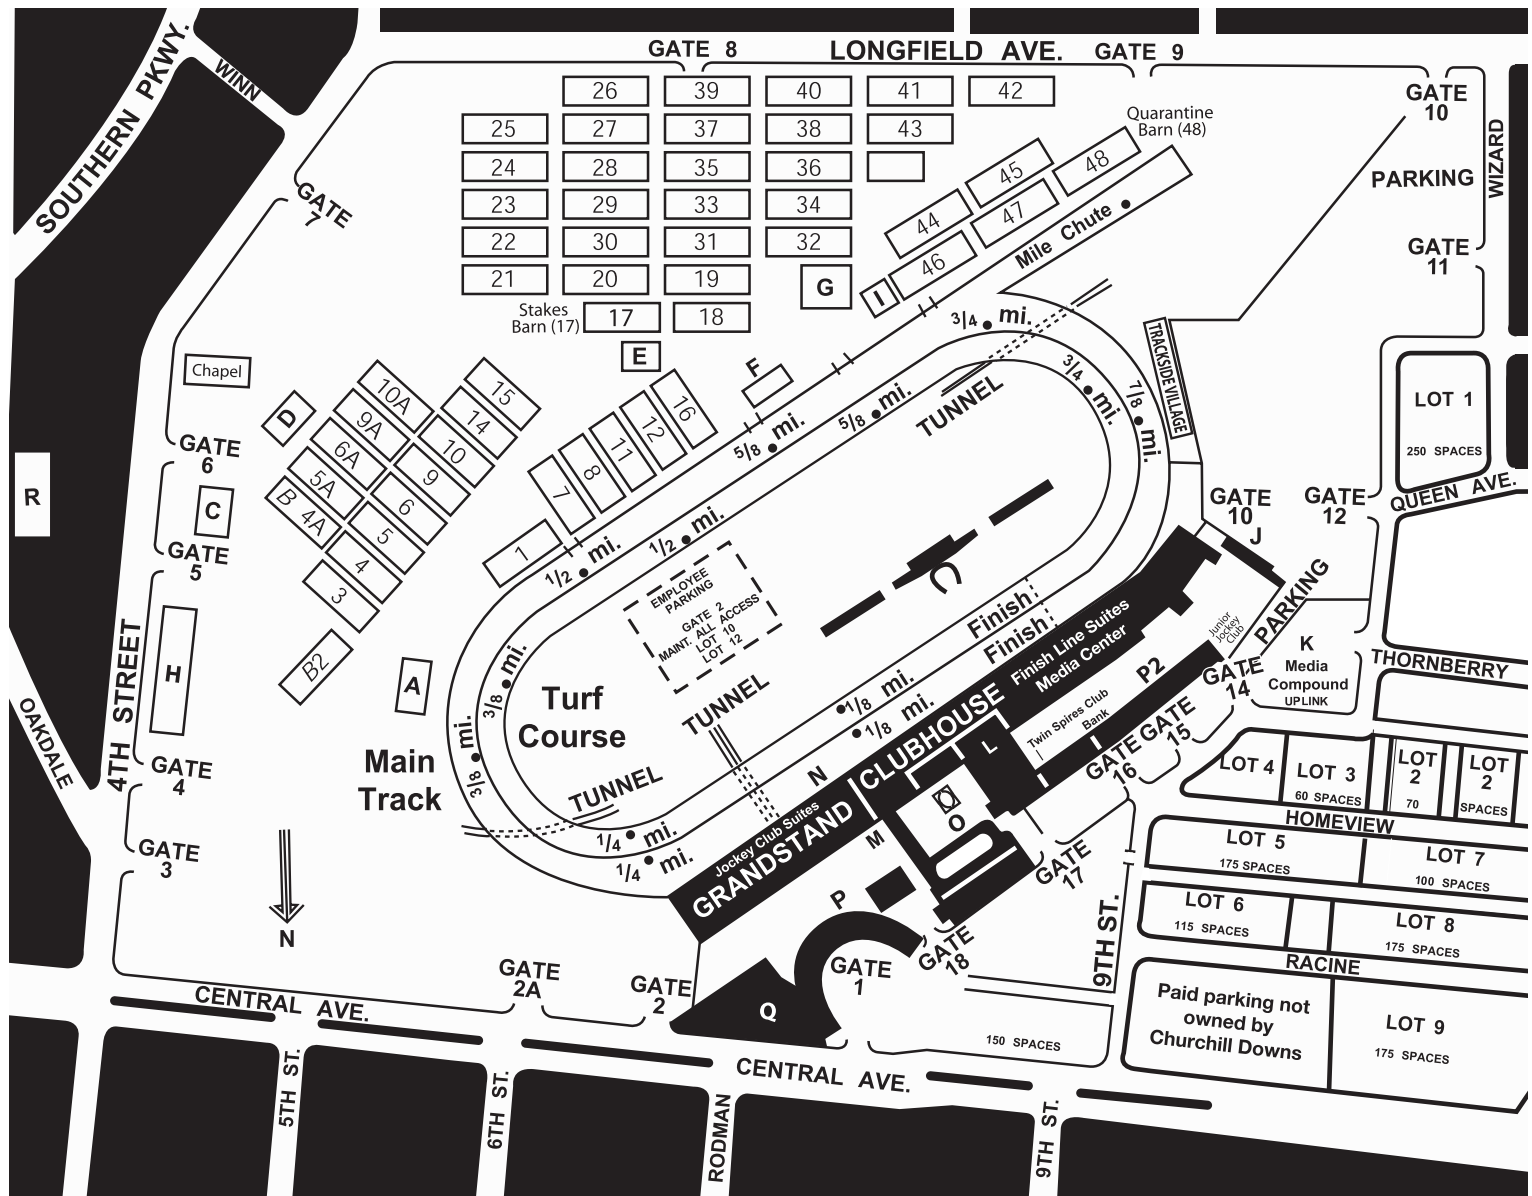 GATE 8
LONGFIELD AVE.
GATE 9
SOUTHERN PKWY.
WINN
GATE
10
WIZARD
PARKING
GATE
11
GATE
7
26
39
40
41
42
25
27
37
38
43
24
28
35
36
23
29
33
34
22
30
31
32
21
20
19
Stakes
Barn (17)
17
18
G
E
F
I
44
45
46
47
48
Quarantine
Barn (48)
Mile Chute
Chapel
D
10A
15
9A
14
6A
10
5A
9
B 4A
6
5
4
3
B2
GATE
6
R
C
GATE
5
H
A
4TH STREET
OAKDALE
GATE
4
GATE
3
1
7
8
11
12
16
3/4 mi.
3/4 mi.
7/8 mi.
5/8 mi.
5/8 mi.
1/2 mi.
1/2 mi.
3/8 mi.
3/8 mi.
1/4 mi.
1/4 mi.
1/8 mi.
1/8 mi.
TUNNEL
TUNNEL
TUNNEL
TRACKSIDE VILLAGE
EMPLOYEE
PARKING
GATE 2
MAINT. ALL ACCESS
LOT 10
LOT 12
Turf
Course
Main
Track
Finish
Finish
N
N
Finish Line Suites
Media Center
CLUBHOUSE
Jockey Club Suites
GRANDSTAND
Twin Spires Club
Bank
P2
L
M
O
P
Q
Junior
Jockey
Club
GATE
10
J
PARKING
GATE
12
LOT 1
250 SPACES
QUEEN AVE.
K
Media
Compound
UPLINK
THORNBERRY
GATE
14
GATE
15
GATE
16
GATE
17
GATE
18
GATE
1
GATE
2
GATE
2A
LOT 4
LOT 3
60 SPACES
LOT
2
70
LOT
2
SPACES
HOMEVIEW
LOT 5
175 SPACES
LOT 7
100 SPACES
LOT 6
115 SPACES
LOT 8
175 SPACES
RACINE
9TH ST.
Paid parking not
owned by
Churchill Downs
LOT 9
175 SPACES
150 SPACES
CENTRAL AVE.
CENTRAL AVE.
5TH ST.
6TH ST.
RODMAN
9TH ST.